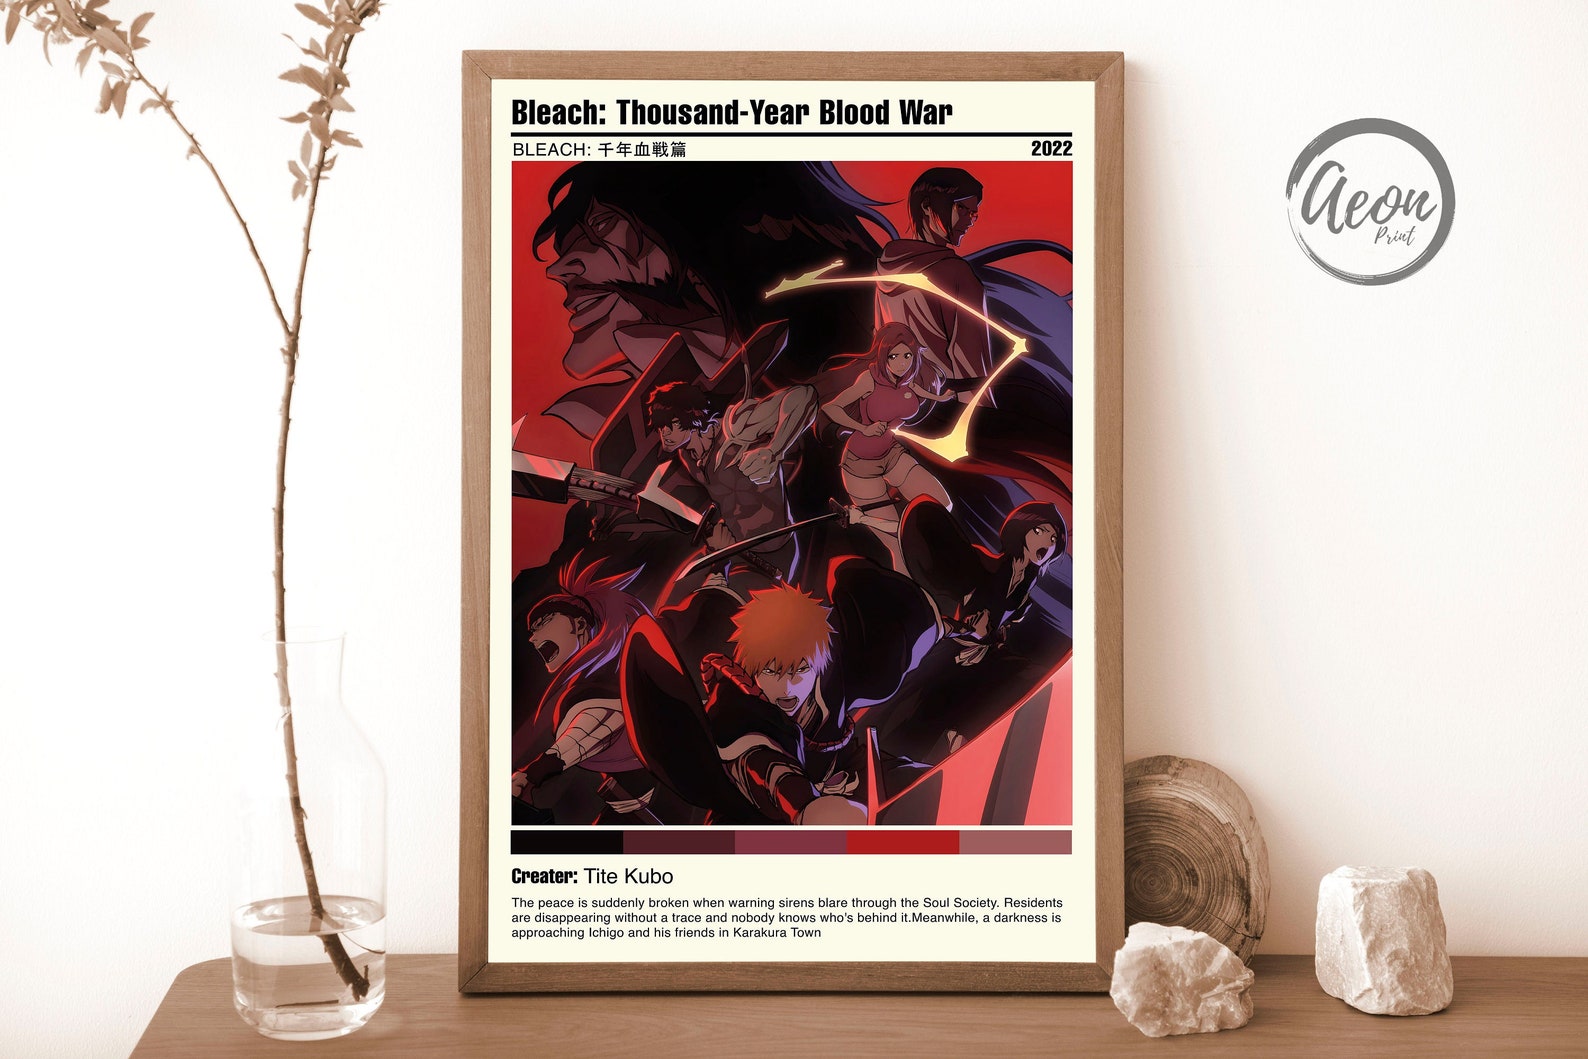 Bleach: Thousand-Year Blood War
BLEACH: 千年血戦篇
2022
Creater: Tite Kubo
The peace is suddenly broken when warning sirens blare through the Soul Society. Residents
are disappearing without a trace and nobody knows who's behind it.Meanwhile, a darkness is
approaching Ichigo and his friends in Karakura Town
Aeon
Print